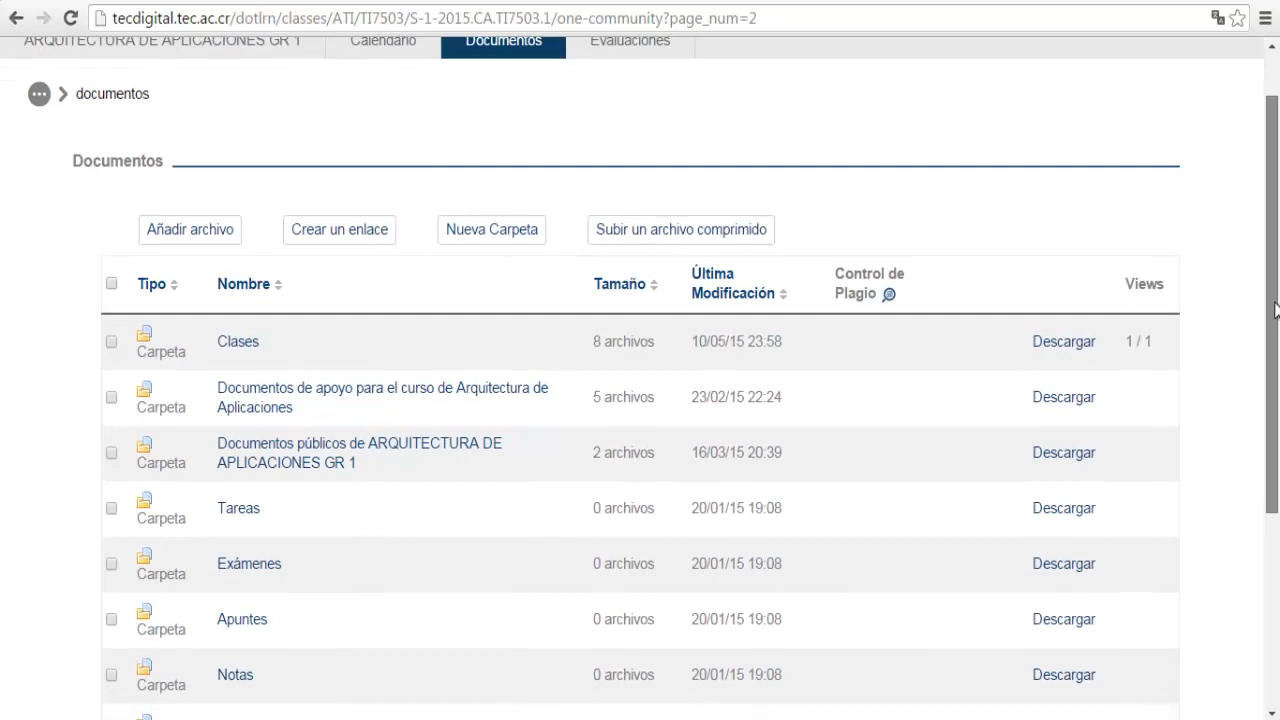 tecdigital.tec.ac.cr/dotlrn/classes/ATI/TI7503/S-1-2015.CA.TI7503.1/one-community?page_num=2
ARQUITECTURA DE APLICACIONES GR 1 Calendario Documentos Evaluaciones
documentos
Documentos
Añadir archivo Crear un enlace Nueva Carpeta Subir un archivo comprimido
Tipo Nombre Tamaño Última Modificación Control de Plagio Views
Carpeta Clases 8 archivos 10/05/15 23:58 Descargar 1 / 1
Carpeta Documentos de apoyo para el curso de Arquitectura de
Aplicaciones 5 archivos 23/02/15 22:24 Descargar
Carpeta Documentos públicos de ARQUITECTURA DE
APLICACIONES GR 1 2 archivos 16/03/15 20:39 Descargar
Carpeta Tareas 0 archivos 20/01/15 19:08 Descargar
Carpeta Exámenes 0 archivos 20/01/15 19:08 Descargar
Carpeta Apuntes 0 archivos 20/01/15 19:08 Descargar
Carpeta Notas 0 archivos 20/01/15 19:08 Descargar